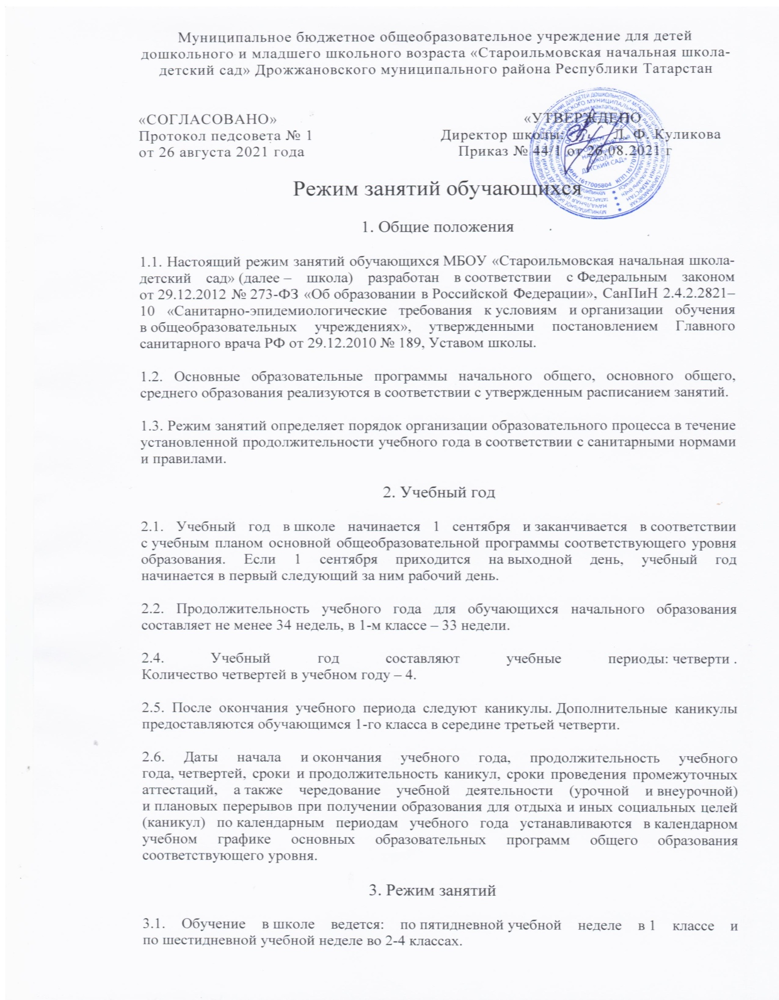 Муниципальное бюджетное общеобразовательное учреждение для детей
дошкольного и младшего школьного возраста «Староильмовская начальная школа-
детский сад» Дрожжановского муниципального района Республики Татарстан
«СОГЛАСОВАНО»
«УТВЕРЖДЕНО
Протокол педсовета № 1
Директор школы: Л. Ф. Куликова
от 26 августа 2021 года
Приказ № 44/1 от 26.08.2021 г
МБОУ
НАЧАЛЬНАЯ
ШКОЛА-
ДЕТСКИЙ САД»
ИНН 1617005804
Режим занятий обучающихся
1. Общие положения
1.1. Настоящий режим занятий обучающихся МБОУ «Староильмовская начальная школа-
детский сад» (далее – школа) разработан в соответствии с Федеральным законом
от 29.12.2012 № 273-ФЗ «Об образовании в Российской Федерации», СанПиН 2.4.2.2821–
10 «Санитарно-эпидемиологические требования к условиям и организации обучения
в общеобразовательных учреждениях», утвержденными постановлением Главного
санитарного врача РФ от 29.12.2010 № 189, Уставом школы.
1.2. Основные образовательные программы начального общего, основного общего,
среднего образования реализуются в соответствии с утвержденным расписанием занятий.
1.3. Режим занятий определяет порядок организации образовательного процесса в течение
установленной продолжительности учебного года в соответствии с санитарными нормами
и правилами.
2. Учебный год
2.1. Учебный год в школе начинается 1 сентября и заканчивается в соответствии
с учебным планом основной общеобразовательной программы соответствующего уровня
образования. Если 1 сентября приходится на выходной день, учебный год
начинается в первый следующий за ним рабочий день.
2.2. Продолжительность учебного года для обучающихся начального образования
составляет не менее 34 недель, в 1-м классе – 33 недели.
2.4. Учебный год составляют учебные периоды: четверти .
Количество четвертей в учебном году – 4.
2.5. После окончания учебного периода следуют каникулы. Дополнительные каникулы
предоставляются обучающимся 1-го класса в середине третьей четверти.
2.6. Даты начала и окончания учебного года, продолжительность учебного
года, четвертей, сроки и продолжительность каникул, сроки проведения промежуточных
аттестаций, а также чередование учебной деятельности (урочной и внеурочной)
и плановых перерывов при получении образования для отдыха и иных социальных целей
(каникул) по календарным периодам учебного года устанавливаются в календарном
учебном графике основных образовательных программ общего образования
соответствующего уровня.
3. Режим занятий
3.1. Обучение в школе ведется: по пятидневной учебной неделе в 1 классе и
по шестидневной учебной неделе во 2-4 классах.